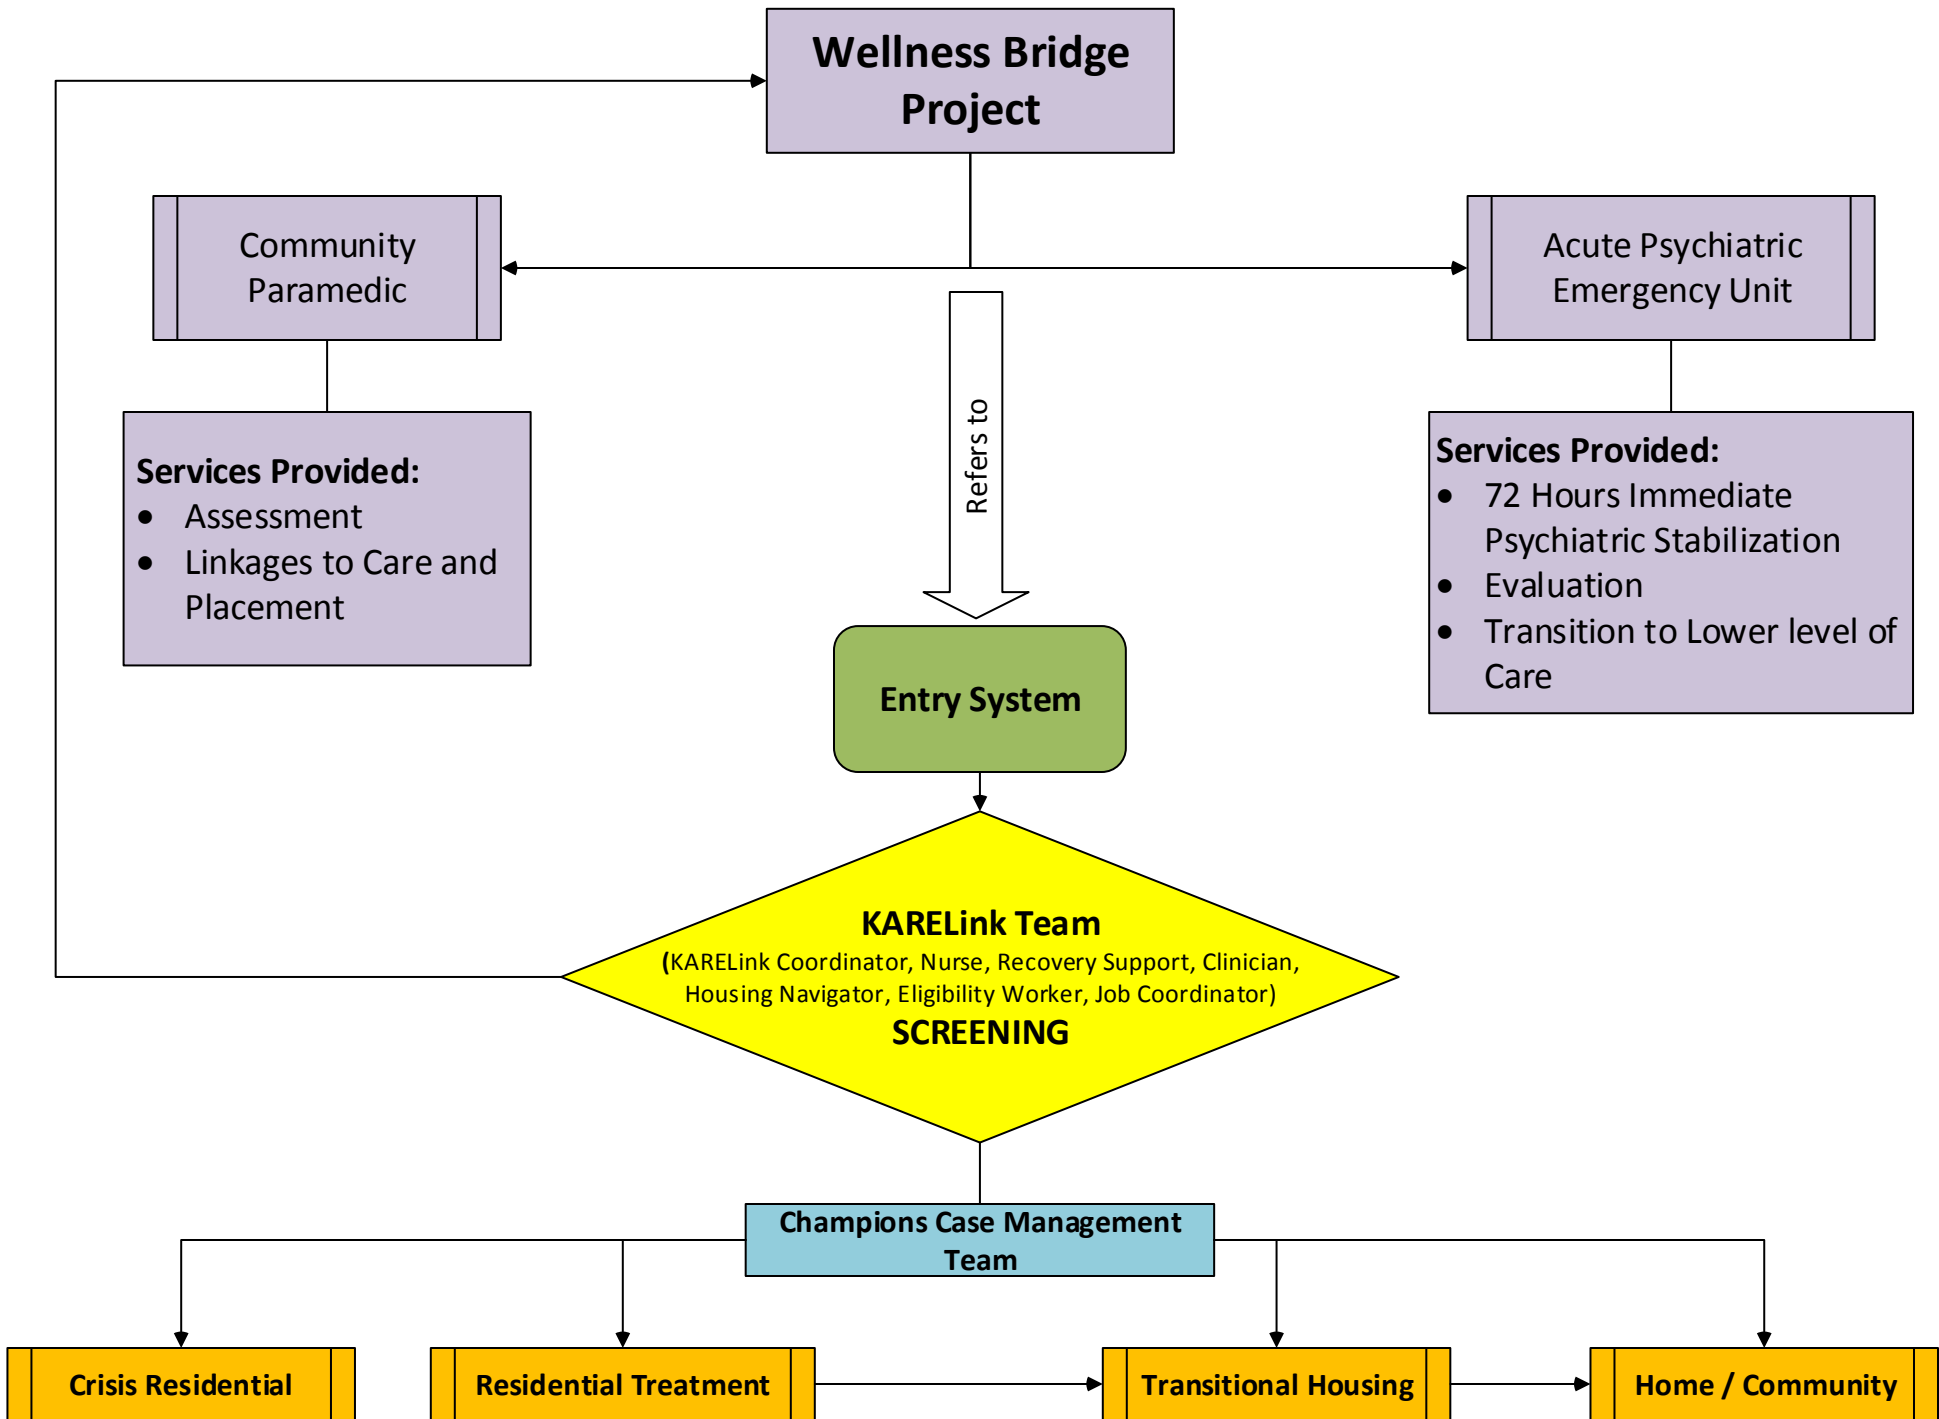 Wellness Bridge
Project
Community
Paramedic
Acute Psychiatric
Emergency Unit
Refers to
Services Provided:
• Assessment
• Linkages to Care and
Placement
Services Provided:
• 72 Hours Immediate
Psychiatric Stabilization
• Evaluation
• Transition to Lower level of
Care
Entry System
KARELink Team
(KARELink Coordinator, Nurse, Recovery Support, Clinician,
Housing Navigator, Eligibility Worker, Job Coordinator)
SCREENING
Champions Case Management
Team
Crisis Residential
Residential Treatment
Transitional Housing
Home / Community